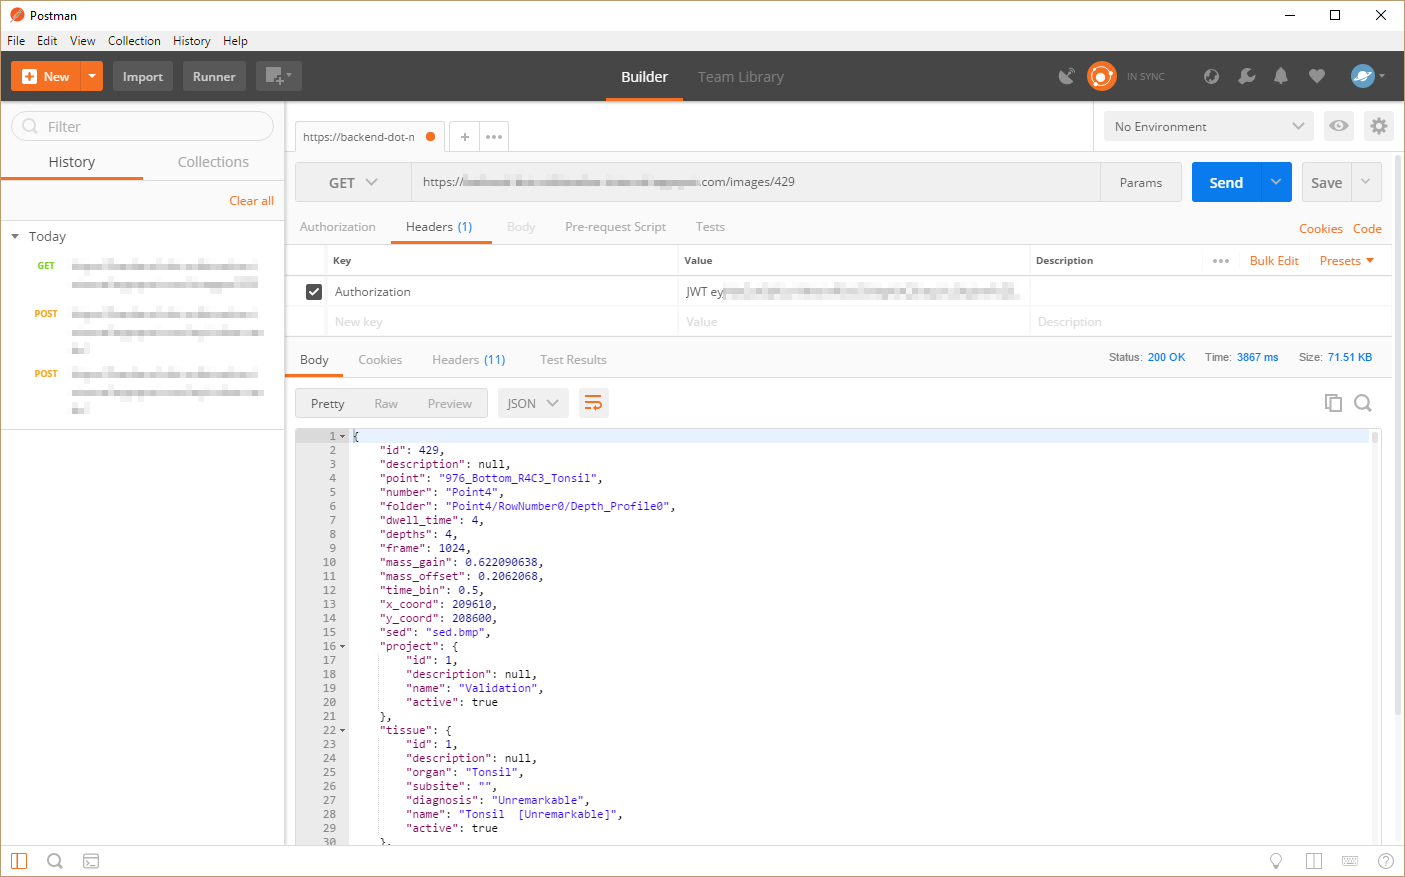 Postman
File Edit View Collection History Help
New Import Runner Builder Team Library IN SYNC
Filter
History Collections
Clear all
Today
GET
POST
POST
https://backend-dot-n
No Environment
GET https:// .com/images/429 Params Send Save
Authorization Headers (1) Body Pre-request Script Tests Cookies Code
Key Value Description Bulk Edit Presets
Authorization JWT ey
New key Value Description
Body Cookies Headers (11) Test Results Status: 200 OK Time: 3867 ms Size: 71.51 KB
Pretty Raw Preview JSON
1 {
2 "id": 429,
3 "description": null,
4 "point": "976_Bottom_R4C3_Tonsil",
5 "number": "Point4",
6 "folder": "Point4/RowNumber0/Depth_Profile0",
7 "dwell_time": 4,
8 "depths": 4,
9 "frame": 1024,
10 "mass_gain": 0.622090638,
11 "mass_offset": 0.2062068,
12 "time_bin": 0.5,
13 "x_coord": 209610,
14 "y_coord": 208600,
15 "sed": "sed.bmp",
16 "project": {
17 "id": 1,
18 "description": null,
19 "name": "Validation",
20 "active": true
21 },
22 "tissue": {
23 "id": 1,
24 "description": null,
25 "organ": "Tonsil",
26 "subsite": "",
27 "diagnosis": "Unremarkable",
28 "name": "Tonsil  [Unremarkable]",
29 "active": true
30 },